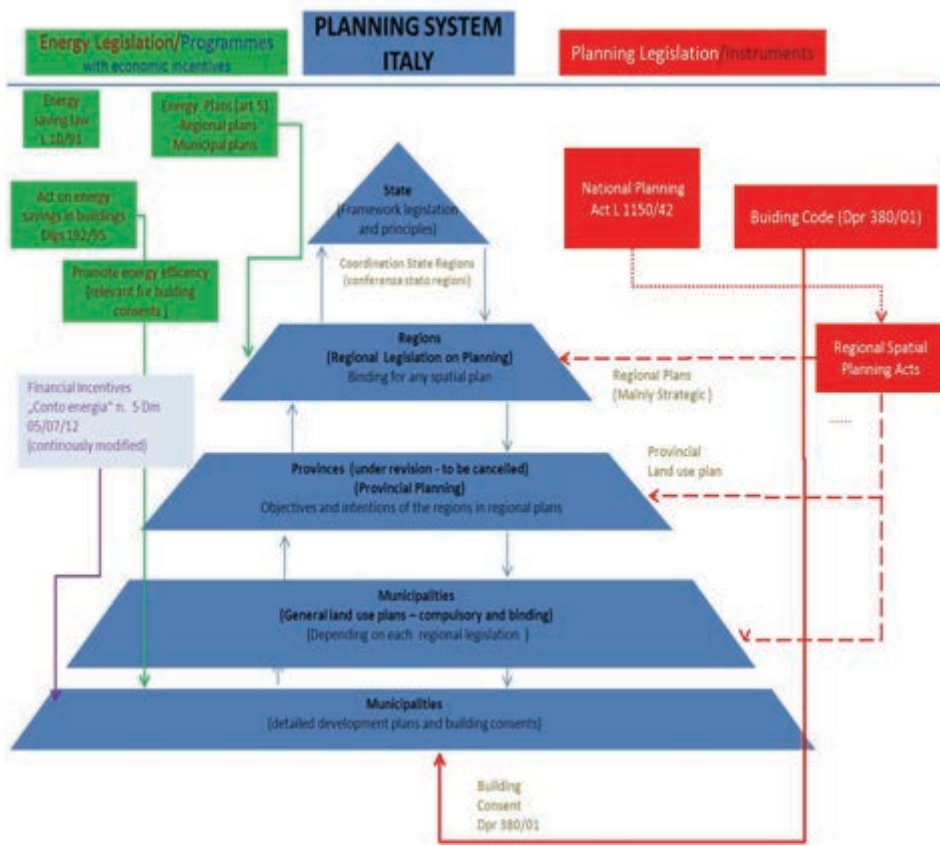 Energy Legislation/Programmes
with economic incentives
PLANNING SYSTEM
ITALY
Planning Legislation/Instruments
Energy
saving law
L 10/91
Energy Plans (art 5)
-Regional plans
Municipal plans
Act on energy
savings in buildings
Dlgs 192/95
Promote energy efficency
(relevant for building
consents )
Financial Incentives
„Conto energia" n. 5 Dm
05/07/12
(continously modified)
State
(Framework legislation
and principles)
Coordination State Regions
(conferenza stato regioni)
Regions
(Regional Legislation on Planning)
Binding for any spatial plan
Provinces (under revision - to be cancelled)
(Provincial Planning)
Objectives and intentions of the regions in regional plans
Municipalities
(General land use plans – compulsory and binding)
(Depending on each regional legislation )
Municipalities
(detailed development plans and building consents)
National Planning
Act L 1150/42
Buiding Code (Dpr 380/01)
Regional Spatial
Planning Acts
Regional Plans
(Mainly Strategic )
......
Provincial
Land use plan
Building
Consent
Dpr 380/01